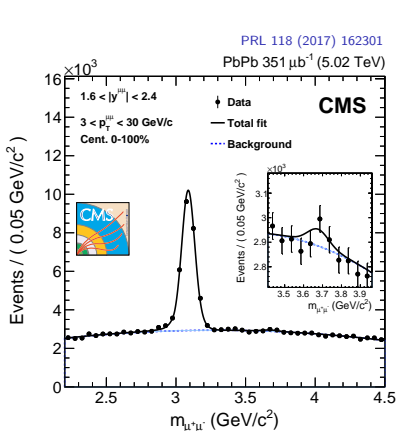 PRL 118 (2017) 162301
PbPb 351 μb⁻¹ (5.02 TeV)
×10³
1.6 < |y^μμ| < 2.4
3 < p_T^μμ < 30 GeV/c
Cent. 0-100%
Data
Total fit
Background
CMS
CMS
Events / ( 0.05 GeV/c² )
16
14
12
10
8
6
4
2
0
2.5
3
3.5
4
4.5
m_μ⁺μ⁻ (GeV/c²)
×10³
Events / ( 0.05 GeV/c² )
3.1
3
2.9
2.8
3.5
3.6
3.7
3.8
3.9
m_μ⁺μ⁻ (GeV/c²)